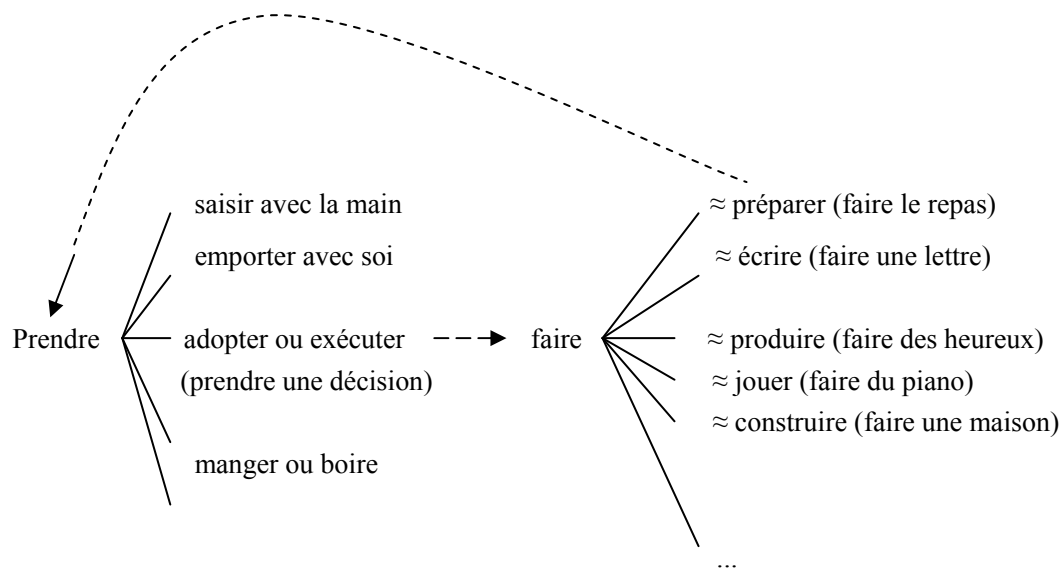 saisir avec la main
emporter avec soi
Prendre
adopter ou exécuter
(prendre une décision)
manger ou boire
faire
≈ préparer (faire le repas)
≈ écrire (faire une lettre)
≈ produire (faire des heureux)
≈ jouer (faire du piano)
≈ construire (faire une maison)
...